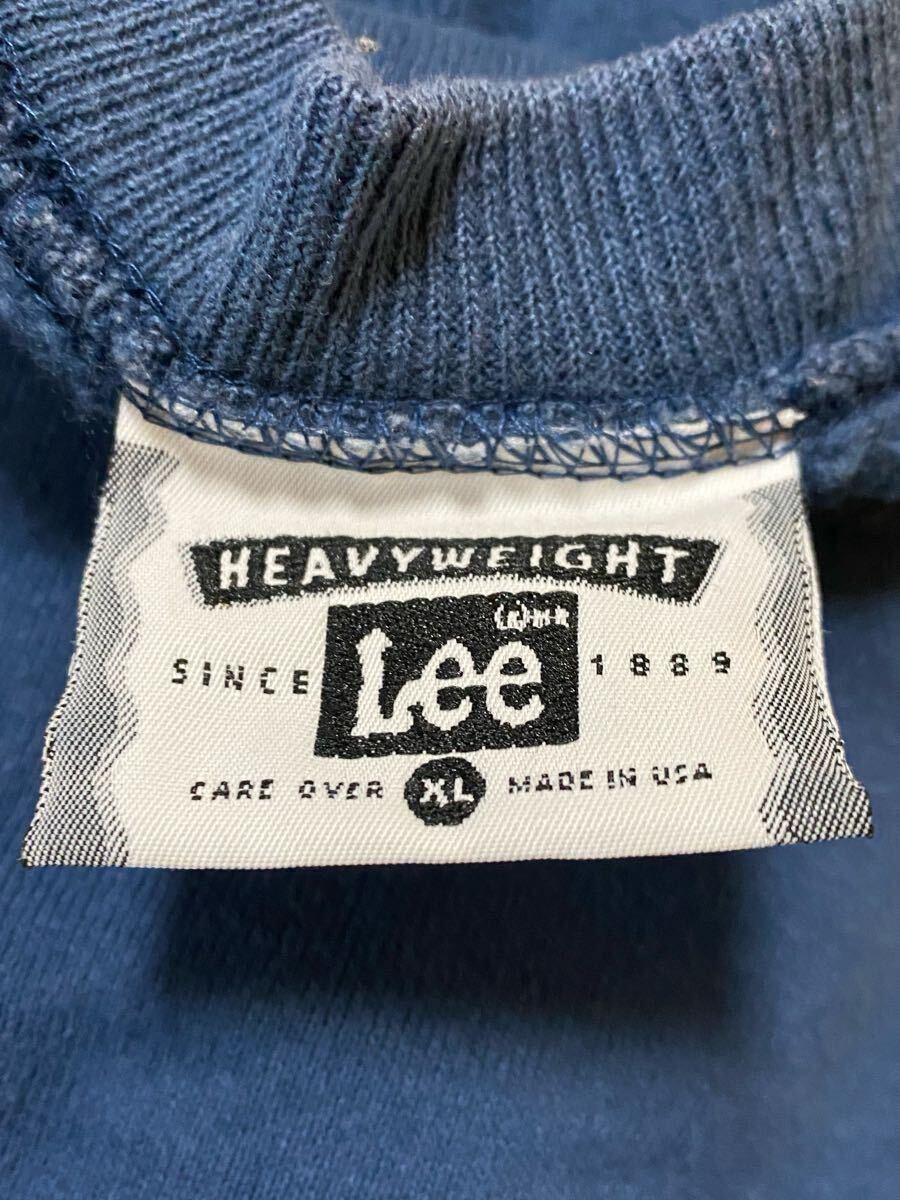 HEAVYWEIGHT
SINCE Lee 1889
CARE OVER XL MADE IN USA